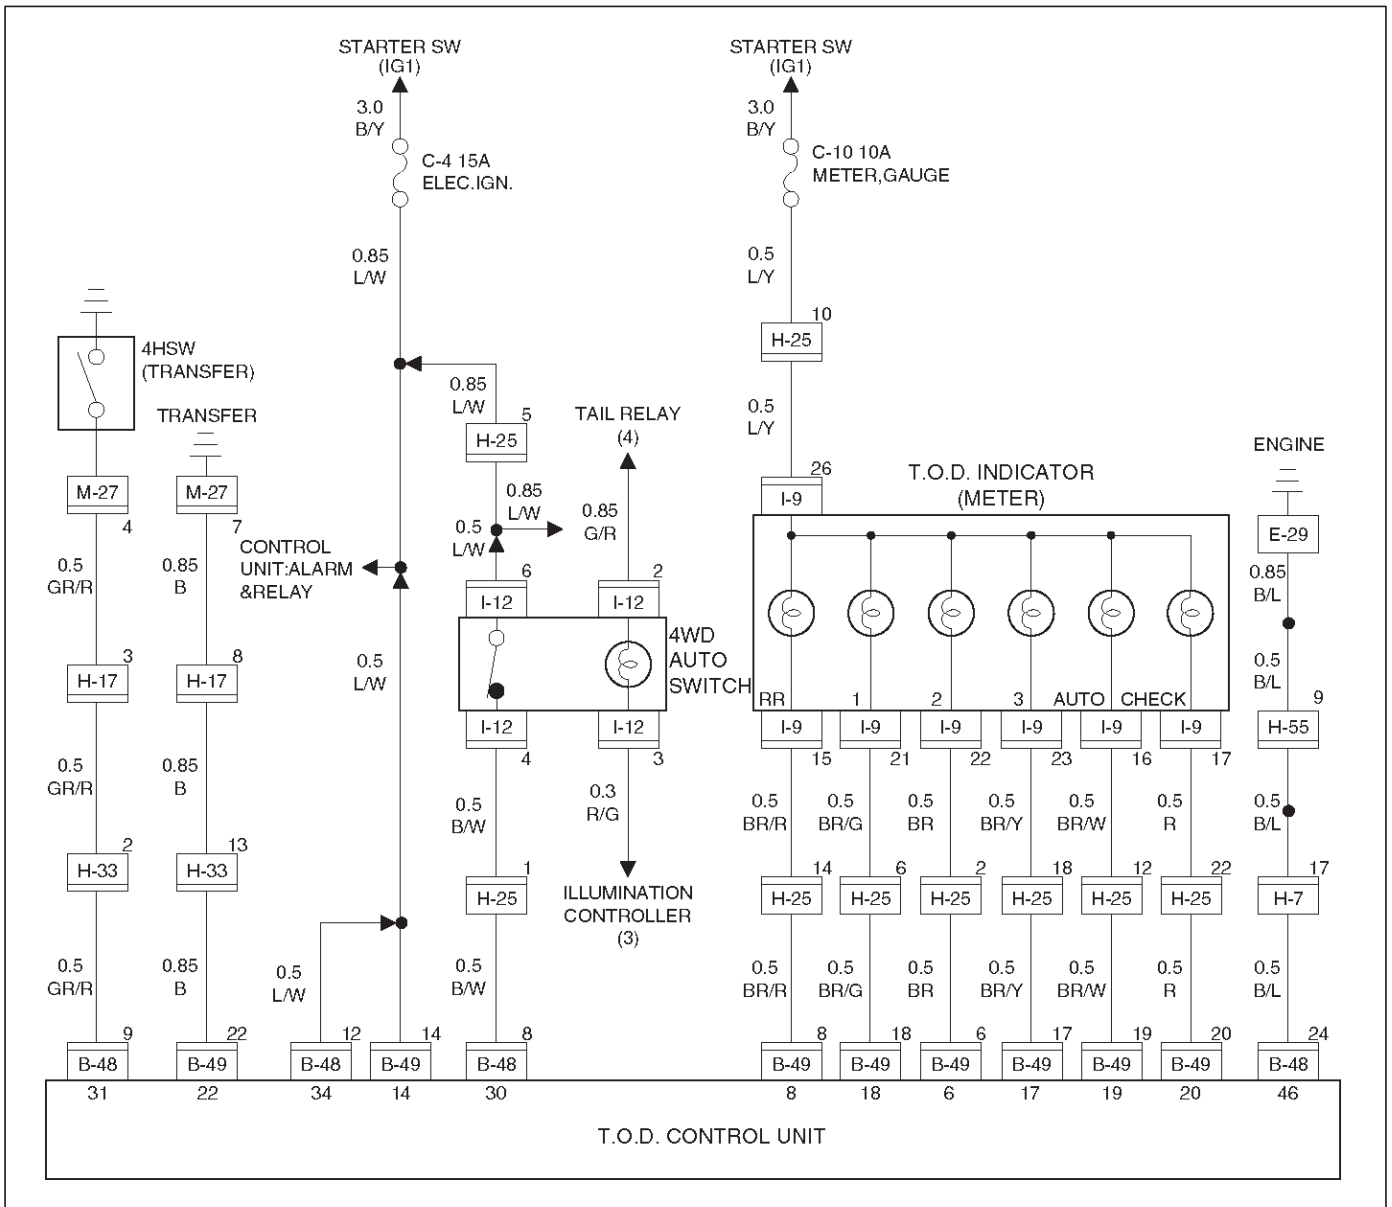 STARTER SW
(IG1)
STARTER SW
(IG1)
3.0
B/Y
3.0
B/Y
C-4 15A
ELEC.IGN.
C-10 10A
METER,GAUGE
0.85
L/W
0.5
L/Y
10
H-25
4HSW
(TRANSFER)
0.85
L/W
5
H-25
0.5
L/Y
TRANSFER
TAIL RELAY
(4)
ENGINE
26
I-9
T.O.D. INDICATOR
(METER)
M-27
4
M-27
7
0.85
L/W
0.5
L/W
0.85
G/R
E-29
CONTROL
UNIT:ALARM
&RELAY
0.5
GR/R
0.85
B
6
I-12
2
I-12
0.85
B/L
4WD
AUTO
SWITCH
3
H-17
8
H-17
0.5
L/W
0.5
B/L
RR
1
2
3
AUTO
CHECK
I-12
4
I-12
3
I-9
15
I-9
21
I-9
22
I-9
23
I-9
16
I-9
17
9
H-55
0.5
GR/R
0.85
B
0.5
B/W
0.3
R/G
0.5
BR/R
0.5
BR/G
0.5
BR
0.5
BR/Y
0.5
BR/W
0.5
R
0.5
B/L
2
H-33
13
H-33
1
H-25
ILLUMINATION
CONTROLLER
(3)
14
H-25
6
H-25
2
H-25
18
H-25
12
H-25
22
H-25
17
H-7
0.5
GR/R
0.85
B
0.5
L/W
0.5
B/W
0.5
BR/R
0.5
BR/G
0.5
BR
0.5
BR/Y
0.5
BR/W
0.5
R
0.5
B/L
9
B-48
22
B-49
12
B-48
14
B-49
8
B-48
8
B-49
18
B-49
6
B-49
17
B-49
19
B-49
20
B-49
24
B-48
31
22
34
14
30
8
18
6
17
19
20
46
T.O.D. CONTROL UNIT